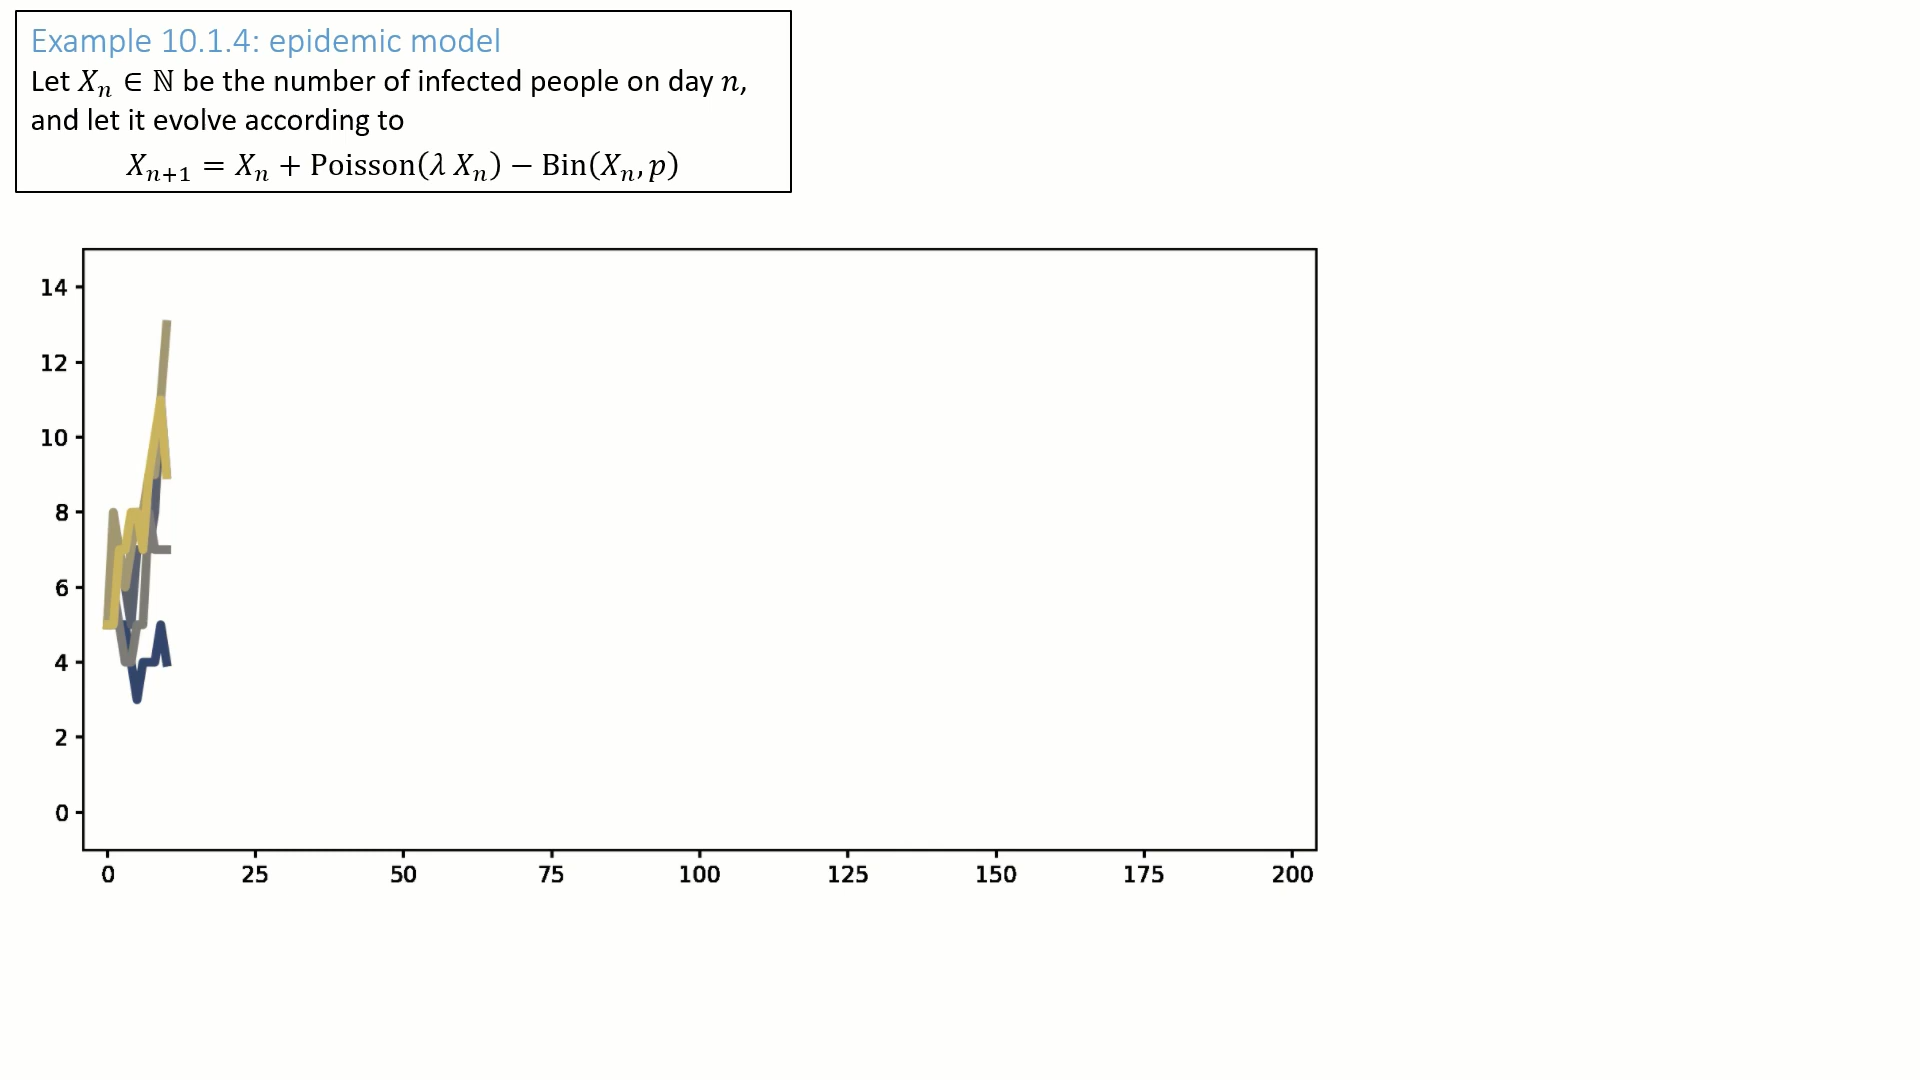 Example 10.1.4: epidemic model
Let Xₙ ∈ ℕ be the number of infected people on day n,
and let it evolve according to
Xₙ₊₁ = Xₙ + Poisson(λ Xₙ) − Bin(Xₙ, p)
14
12
10
8
6
4
2
0
0 25 50 75 100 125 150 175 200